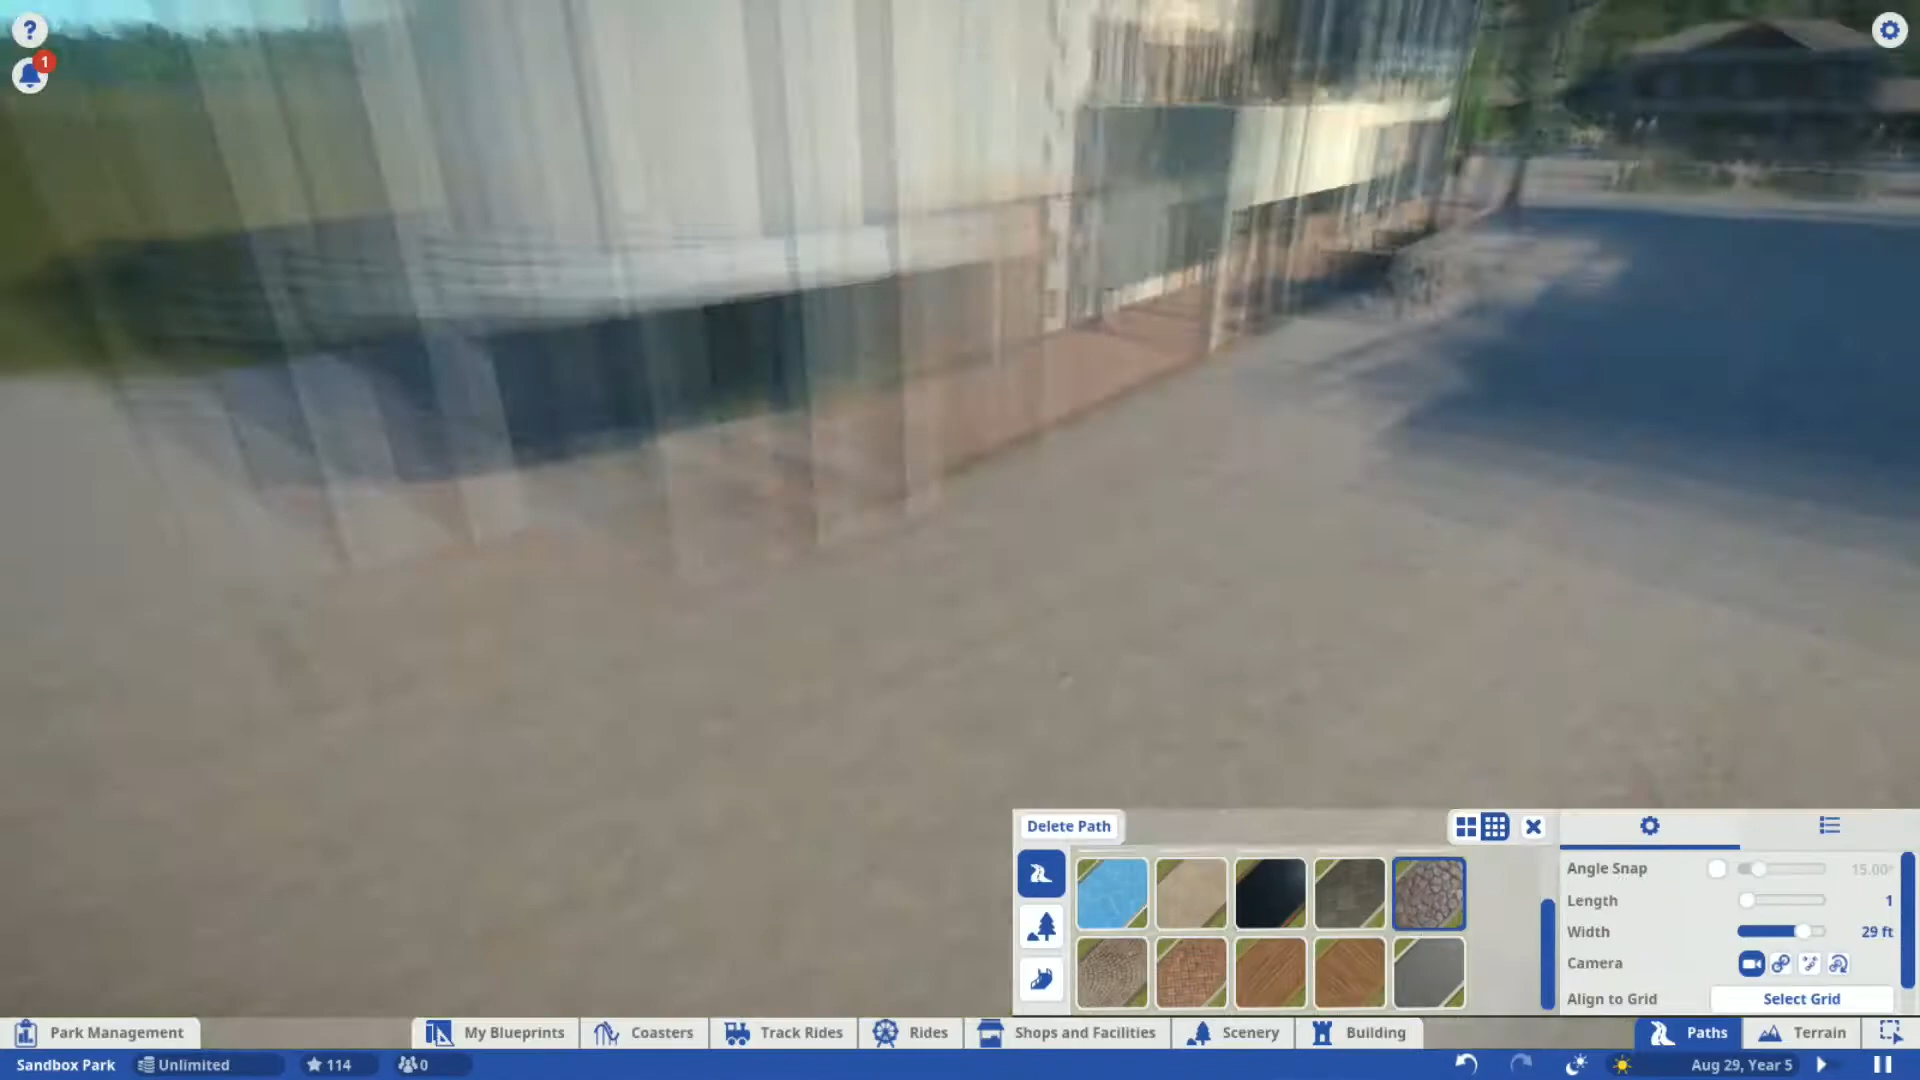 ?
1
Delete Path
Angle Snap 15.00°
Length 1
Width 29 ft
Camera
Align to Grid Select Grid
Park Management My Blueprints Coasters Track Rides Rides Shops and Facilities Scenery Building Paths Terrain
Sandbox Park Unlimited 114 0 Aug 29, Year 5